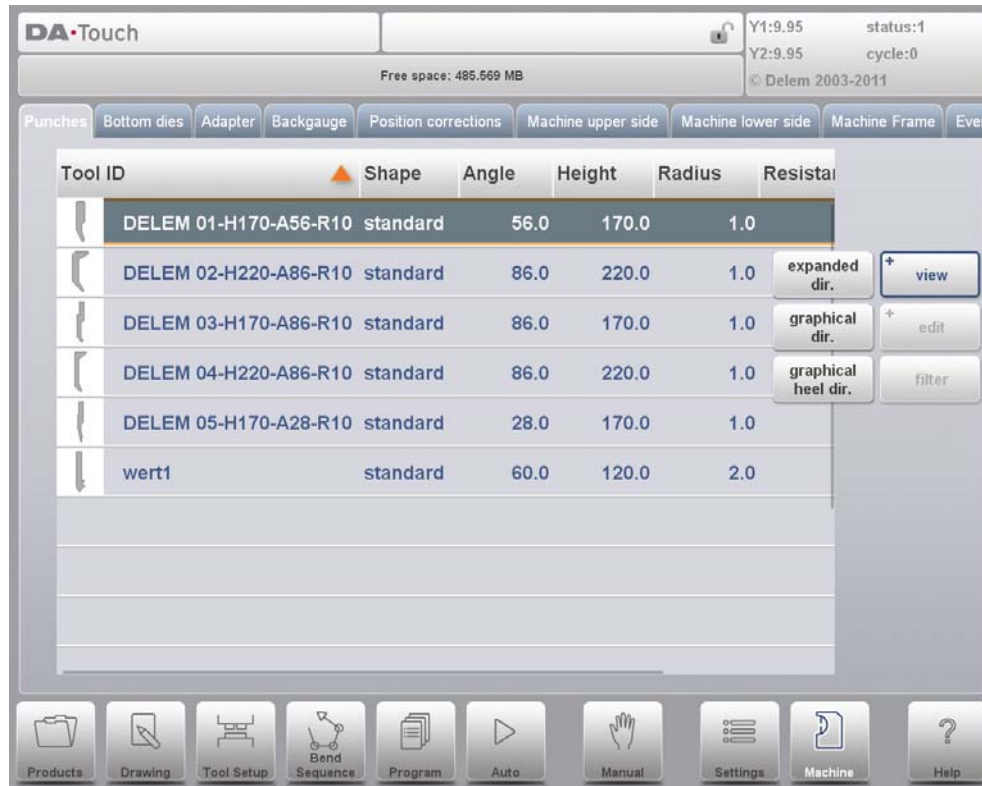 DA·Touch
Y1:9.95 status:1
Y2:9.95 cycle:0
Free space: 485.569 MB
© Delem 2003-2011
Punches Bottom dies Adapter Backgauge Position corrections Machine upper side Machine lower side Machine Frame Eve
Tool ID Shape Angle Height Radius Resista
DELEM 01-H170-A56-R10 standard 56.0 170.0 1.0
DELEM 02-H220-A86-R10 standard 86.0 220.0 1.0
DELEM 03-H170-A86-R10 standard 86.0 170.0 1.0
DELEM 04-H220-A86-R10 standard 86.0 220.0 1.0
DELEM 05-H170-A28-R10 standard 28.0 170.0 1.0
wert1 standard 60.0 120.0 2.0
expanded
dir.
+ view
graphical
dir.
+ edit
graphical
heel dir.
filter
Products
Drawing
Tool Setup
Bend
Sequence
Program
Auto
Manual
Settings
Machine
?
Help